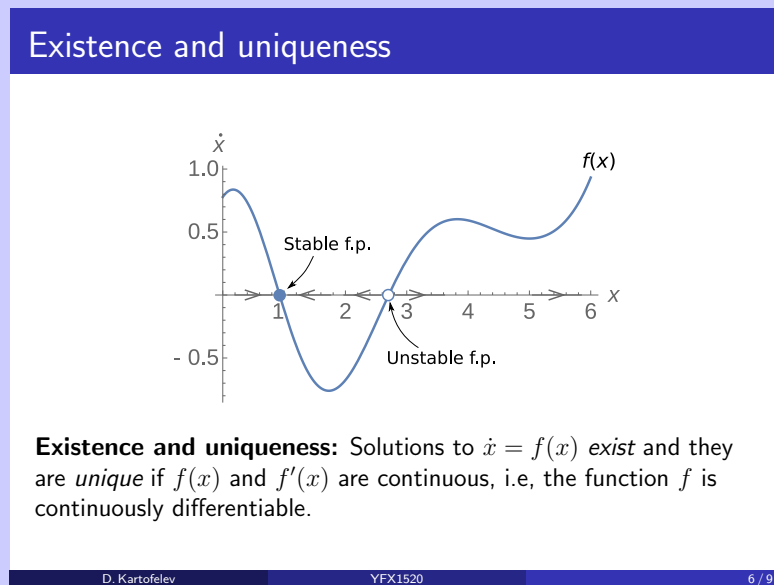 Existence and uniqueness
ẋ
1.0
f(x)
0.5
Stable f.p.
1 2 3 4 5 6 x
- 0.5
Unstable f.p.
Existence and uniqueness: Solutions to ẋ = f(x) exist and they
are unique if f(x) and f′(x) are continuous, i.e, the function f is
continuously differentiable.
D. Kartofelev YFX1520 6 / 9